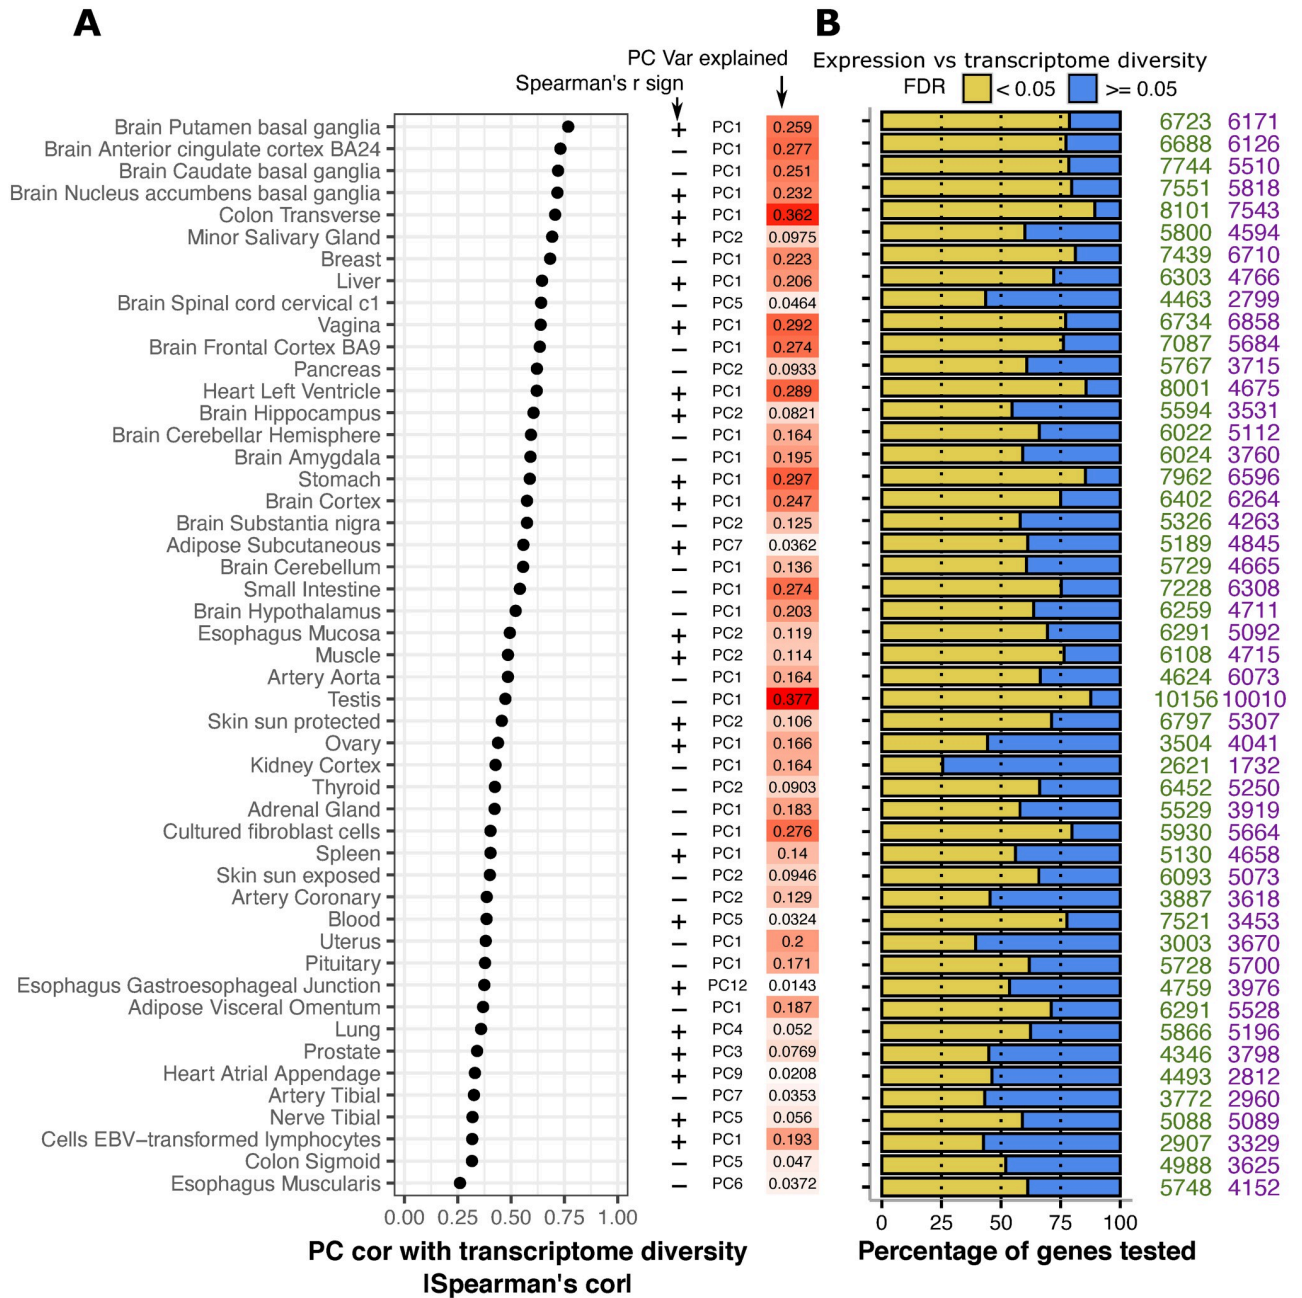 A
B
PC Var explained
Expression vs transcriptome diversity
Spearman's r sign
FDR < 0.05 >= 0.05
Brain Putamen basal ganglia + PC1 0.259 6723 6171
Brain Anterior cingulate cortex BA24 − PC1 0.277 6688 6126
Brain Caudate basal ganglia − PC1 0.251 7744 5510
Brain Nucleus accumbens basal ganglia + PC1 0.232 7551 5818
Colon Transverse + PC1 0.362 8101 7543
Minor Salivary Gland + PC2 0.0975 5800 4594
Breast − PC1 0.223 7439 6710
Liver + PC1 0.206 6303 4766
Brain Spinal cord cervical c1 − PC5 0.0464 4463 2799
Vagina + PC1 0.292 6734 6858
Brain Frontal Cortex BA9 − PC1 0.274 7087 5684
Pancreas − PC2 0.0933 5767 3715
Heart Left Ventricle + PC1 0.289 8001 4675
Brain Hippocampus + PC2 0.0821 5594 3531
Brain Cerebellar Hemisphere − PC1 0.164 6022 5112
Brain Amygdala − PC1 0.195 6024 3760
Stomach + PC1 0.297 7962 6596
Brain Cortex + PC1 0.247 6402 6264
Brain Substantia nigra − PC2 0.125 5326 4263
Adipose Subcutaneous + PC7 0.0362 5189 4845
Brain Cerebellum − PC1 0.136 5729 4665
Small Intestine − PC1 0.274 7228 6308
Brain Hypothalamus − PC1 0.203 6259 4711
Esophagus Mucosa + PC2 0.119 6291 5092
Muscle + PC2 0.114 6108 4715
Artery Aorta − PC1 0.164 4624 6073
Testis − PC1 0.377 10156 10010
Skin sun protected + PC2 0.106 6797 5307
Ovary + PC1 0.166 3504 4041
Kidney Cortex − PC1 0.164 2621 1732
Thyroid − PC2 0.0903 6452 5250
Adrenal Gland − PC1 0.183 5529 3919
Cultured fibroblast cells − PC1 0.276 5930 5664
Spleen + PC1 0.14 5130 4658
Skin sun exposed − PC2 0.0946 6093 5073
Artery Coronary − PC2 0.129 3887 3618
Blood + PC5 0.0324 7521 3453
Uterus − PC1 0.2 3003 3670
Pituitary − PC1 0.171 5728 5700
Esophagus Gastroesophageal Junction + PC12 0.0143 4759 3976
Adipose Visceral Omentum − PC1 0.187 6291 5528
Lung + PC4 0.052 5866 5196
Prostate + PC3 0.0769 4346 3798
Heart Atrial Appendage + PC9 0.0208 4493 2812
Artery Tibial − PC7 0.0353 3772 2960
Nerve Tibial + PC5 0.056 5088 5089
Cells EBV−transformed lymphocytes + PC1 0.193 2907 3329
Colon Sigmoid − PC5 0.047 4988 3625
Esophagus Muscularis − PC6 0.0372 5748 4152
0.00 0.25 0.50 0.75 1.00
0 25 50 75 100
PC cor with transcriptome diversity
|Spearman's cor|
Percentage of genes tested